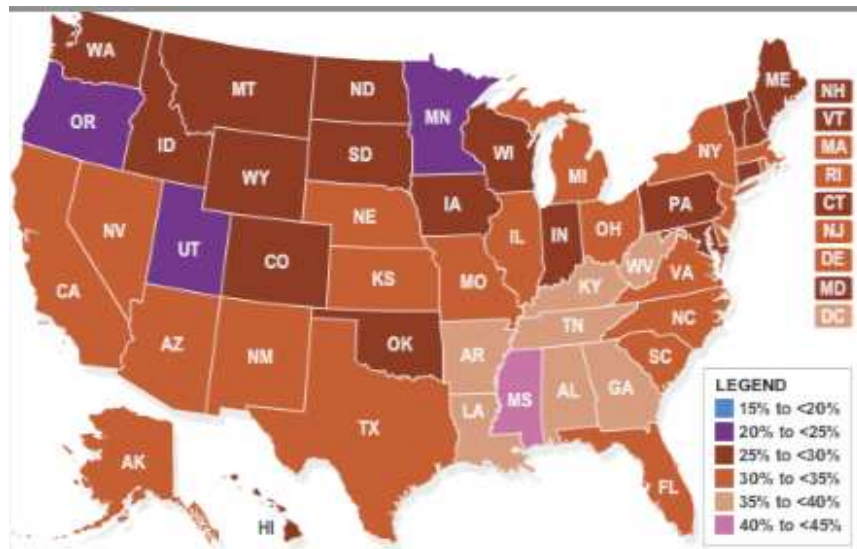 WA
MT
ND
MN
ME
OR
ID
SD
WI
WY
MI
NY
NV
UT
CO
NE
IA
IL
IN
OH
PA
CA
KS
MO
KY
WV
VA
AZ
NM
OK
AR
TN
NC
TX
LA
MS
AL
GA
SC
AK
HI
FL
NH
VT
MA
RI
CT
NJ
DE
MD
DC
LEGEND
15% to <20%
20% to <25%
25% to <30%
30% to <35%
35% to <40%
40% to <45%